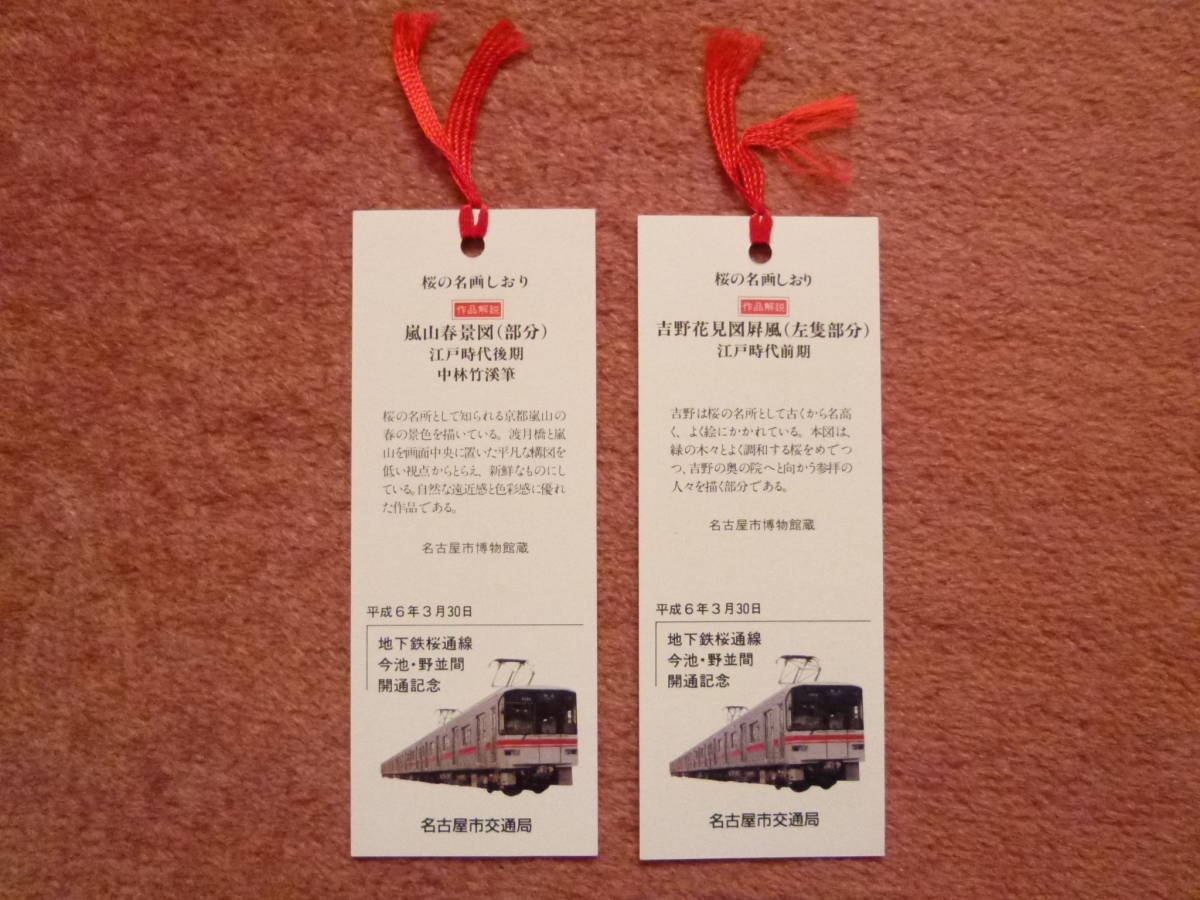 桜の名画しおり
作品解説
嵐山春景図(部分)
江戸時代後期
中林竹溪筆
桜の名所として知られる京都嵐山の
春の景色を描いている。渡月橋と嵐
山を画面中央に置いた平凡な構図を
低い視点からとらえ、新鮮なものにし
ている。自然な遠近感と色彩感に優れ
た作品である。
名古屋市博物館蔵
平成6年3月30日
地下鉄桜通線
今池・野並間
開通記念
名古屋市交通局
桜の名画しおり
作品解説
吉野花見図屏風(左隻部分)
江戸時代前期
吉野は桜の名所として古くから名高
く、よく絵にかかれている。本図は、
緑の木々とよく調和する桜をめでつ
つ、吉野の奥の院へと向かう参拝の
人々を描く部分である。
名古屋市博物館蔵
平成6年3月30日
地下鉄桜通線
今池・野並間
開通記念
名古屋市交通局